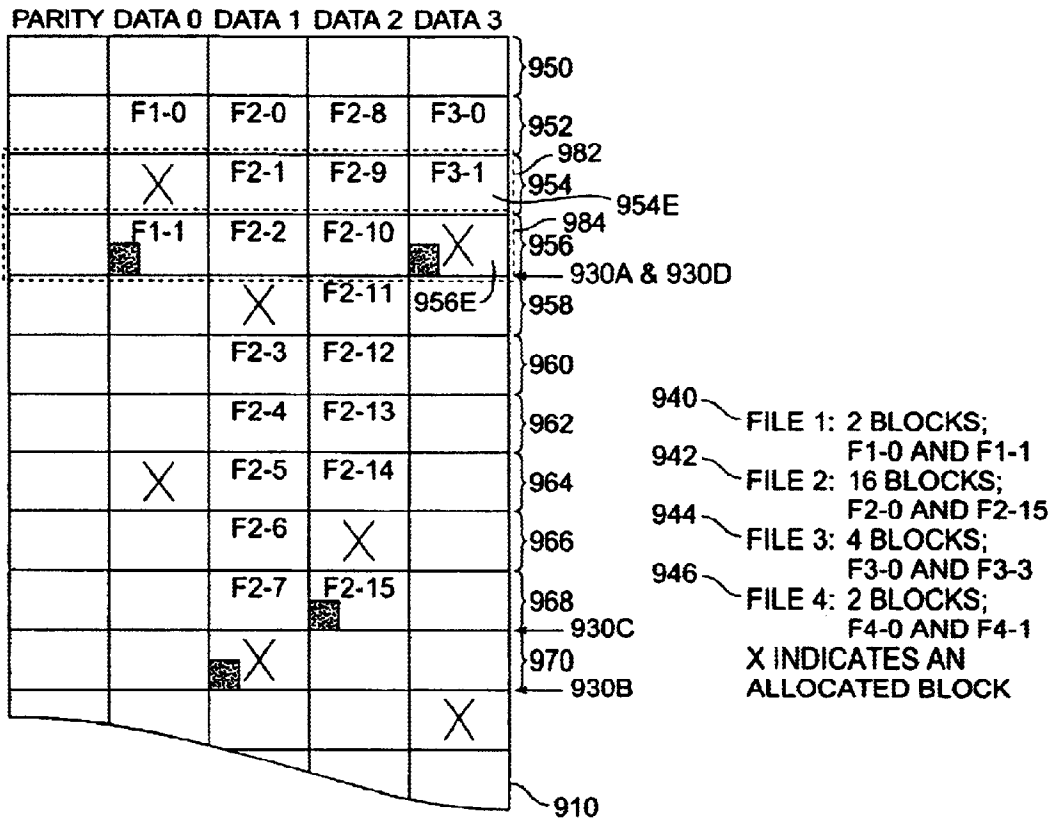 PARITY DATA 0 DATA 1 DATA 2 DATA 3
950
F1-0 F2-0 F2-8 F3-0
952
982
X F2-1 F2-9 F3-1
954
954E
984
F1-1 F2-2 F2-10 X
956
930A & 930D
X F2-11
956E
958
F2-3 F2-12
960
F2-4 F2-13
962
X F2-5 F2-14
964
F2-6 X
966
F2-7 F2-15
968
930C
X
970
930B
X
910
940
FILE 1: 2 BLOCKS;
F1-0 AND F1-1
942
FILE 2: 16 BLOCKS;
F2-0 AND F2-15
944
FILE 3: 4 BLOCKS;
F3-0 AND F3-3
946
FILE 4: 2 BLOCKS;
F4-0 AND F4-1
X INDICATES AN
ALLOCATED BLOCK